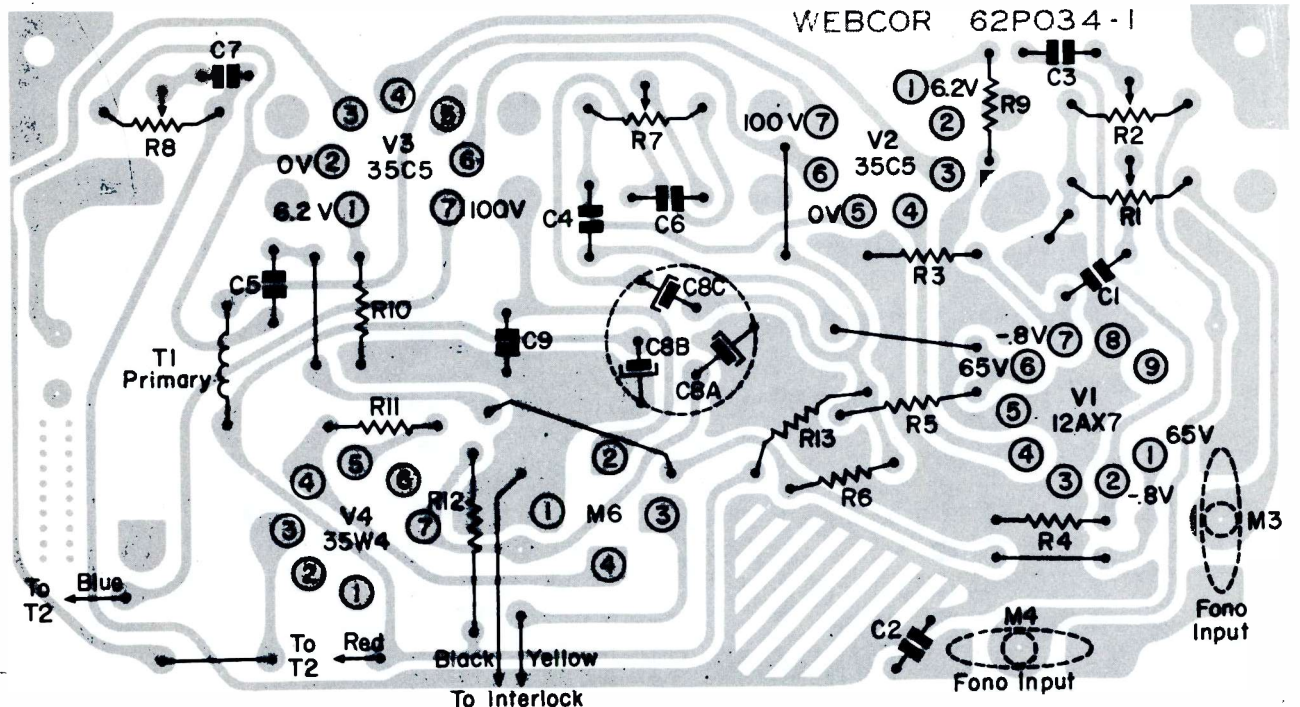 WEBCOR 62P034-1
C7
R8
3
4
5
V3
35C5
0V 2
6
6.2V 1
7 100V
R7
C4
C6
100V 7
1 6.2V
2
V2
35C5
6
3
0V 5
4
R9
C3
R2
R1
R3
C1
C5
R10
T1
Primary
C9
C8C
C8B
C8A
-.8V 7
8
65V 6
9
V1
12AX7
5
4
3
2 -.8V
1 65V
R11
R13
R5
R6
R4
5
4
6
V4
35W4
3
7
2
1
R12
2
1
M6
3
4
M3
Fono
Input
To
T2
Blue
To
T2
Red
Black
Yellow
To Interlock
C2
M4
Fono Input